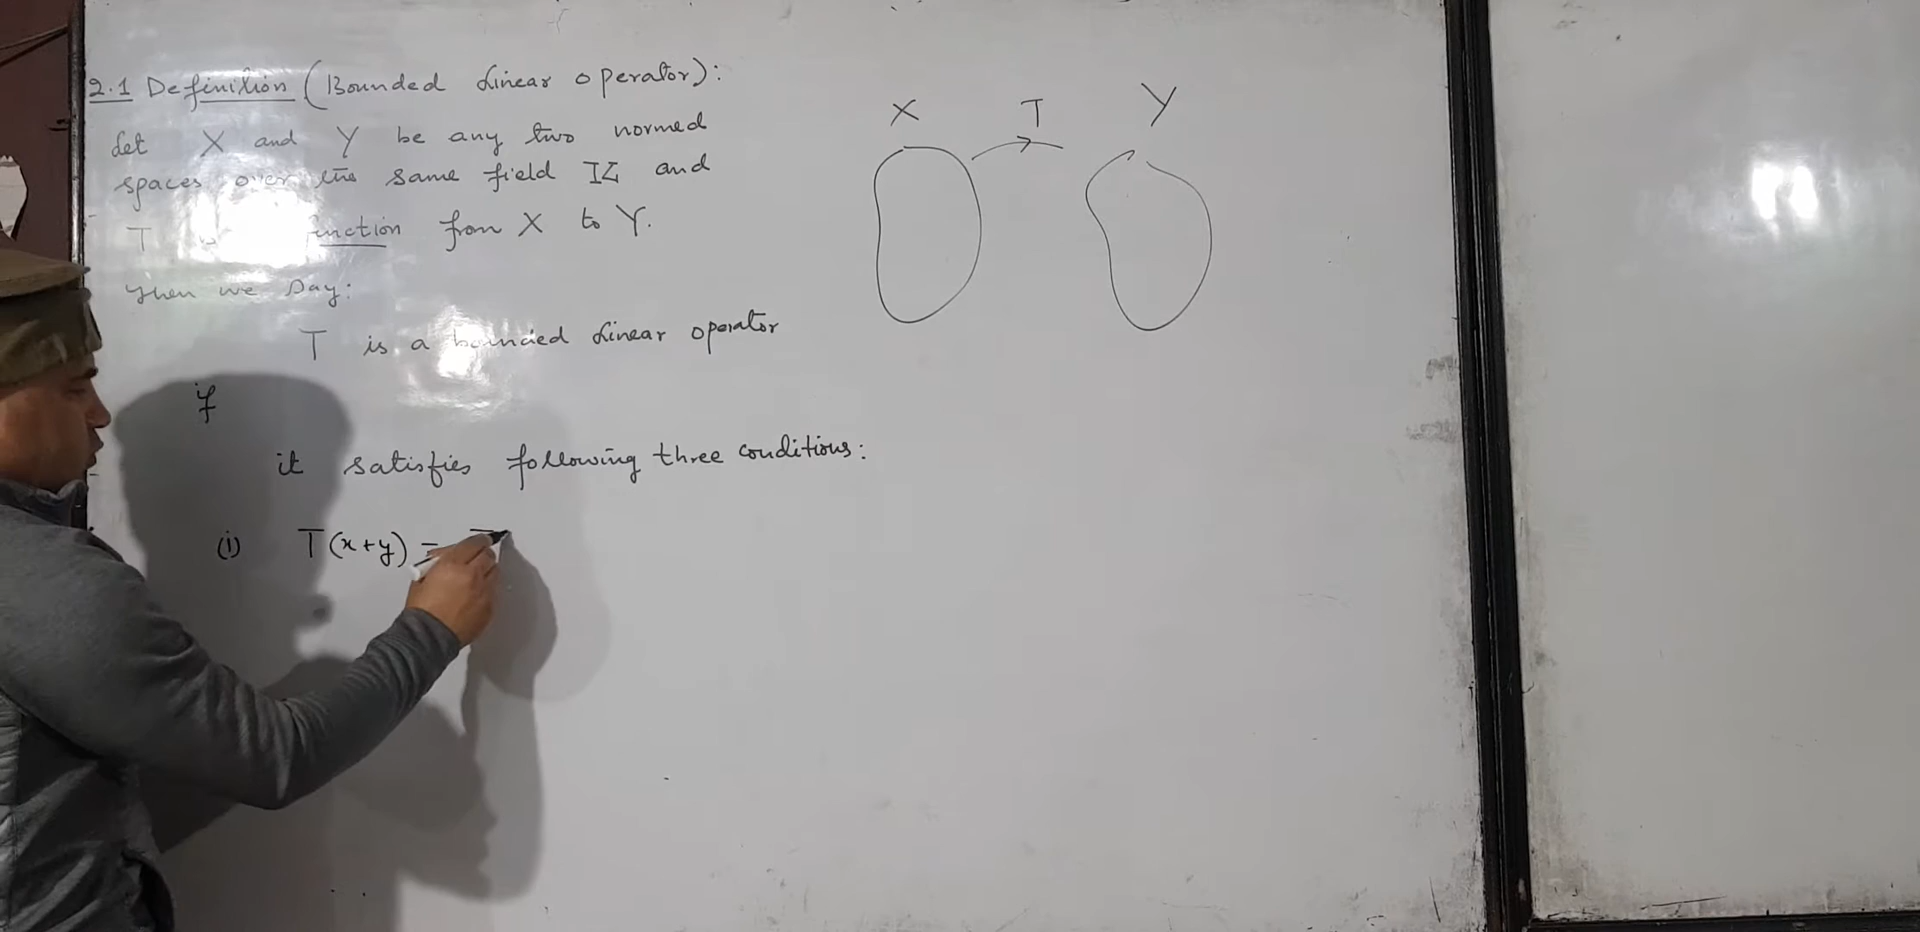 2.1 Definition (Bounded Linear operator):
Let X and Y be any two normed
spaces over the same field K and
T is function from X to Y.
Then we say:
T is a bounded Linear operator
if
it satisfies following three conditions:
(i) T(x+y) = T
X T Y